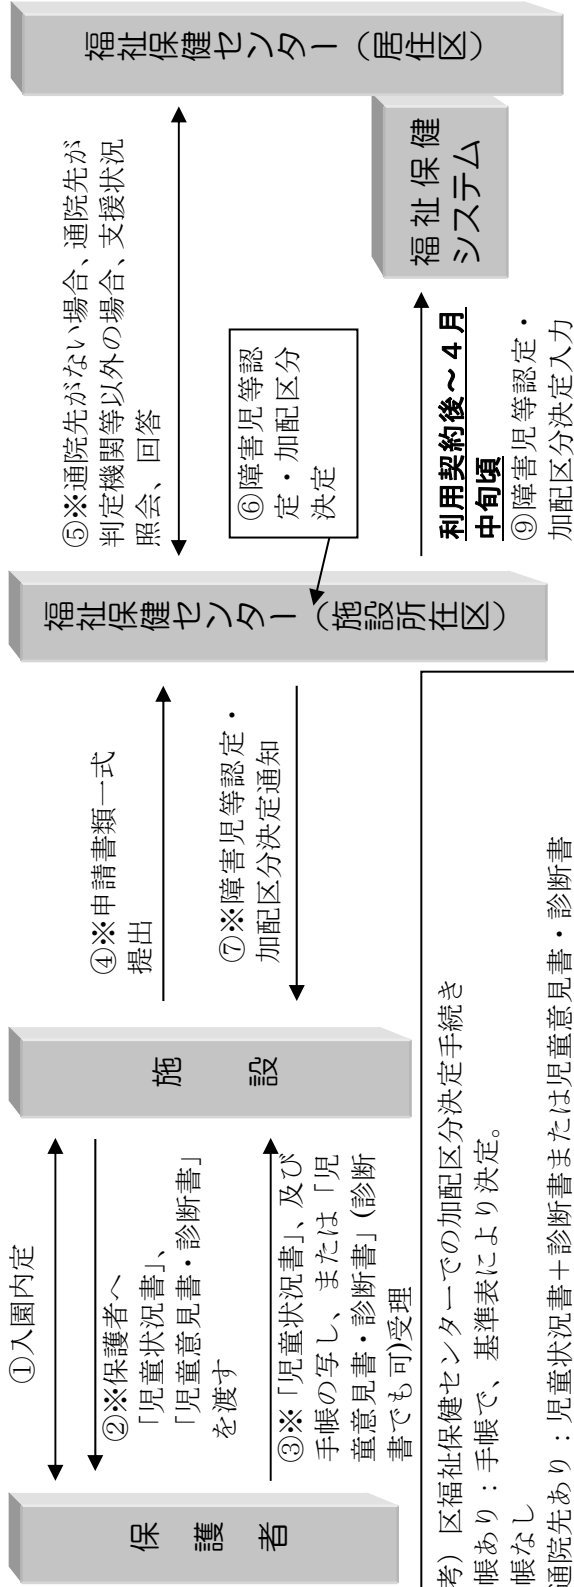 保護者
①入園内定
②※保護者へ
「児童状況書」、
「児童意見書・診断書」
を渡す
③※「児童状況書」、及び
手帳の写し、または「児
童意見書・診断書」(診断
書でも可)受理
施設
④※申請書類一式
提出
⑦※障害児等認定・
加配区分決定通知
福祉保健センター（施設所在区）
⑤※通院先がない場合、通院先が
判定機関等以外の場合、支援状況
照会、回答
⑥障害児等認
定・加配区分
決定
利用契約後～４月
中旬頃
⑨障害児等認定・
加配区分決定入力
福祉保健
システム
福祉保健センター（居住区）
考）区福祉保健センターでの加配区分決定手続き
帳あり：手帳で、基準表により決定。
帳なし
通院先あり：児童状況書＋診断書または児童意見書・診断書